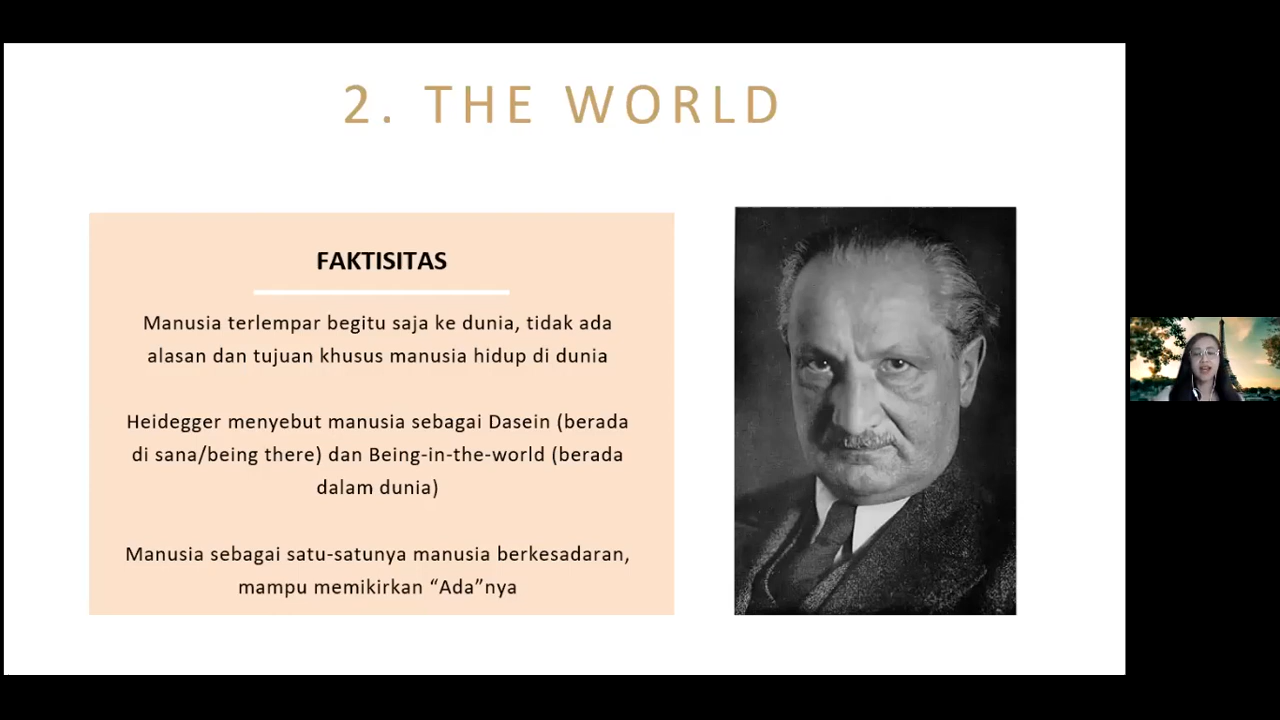 2. THE WORLD
FAKTISITAS
Manusia terlempar begitu saja ke dunia, tidak ada
alasan dan tujuan khusus manusia hidup di dunia
Heidegger menyebut manusia sebagai Dasein (berada
di sana/being there) dan Being-in-the-world (berada
dalam dunia)
Manusia sebagai satu-satunya manusia berkesadaran,
mampu memikirkan “Ada”nya